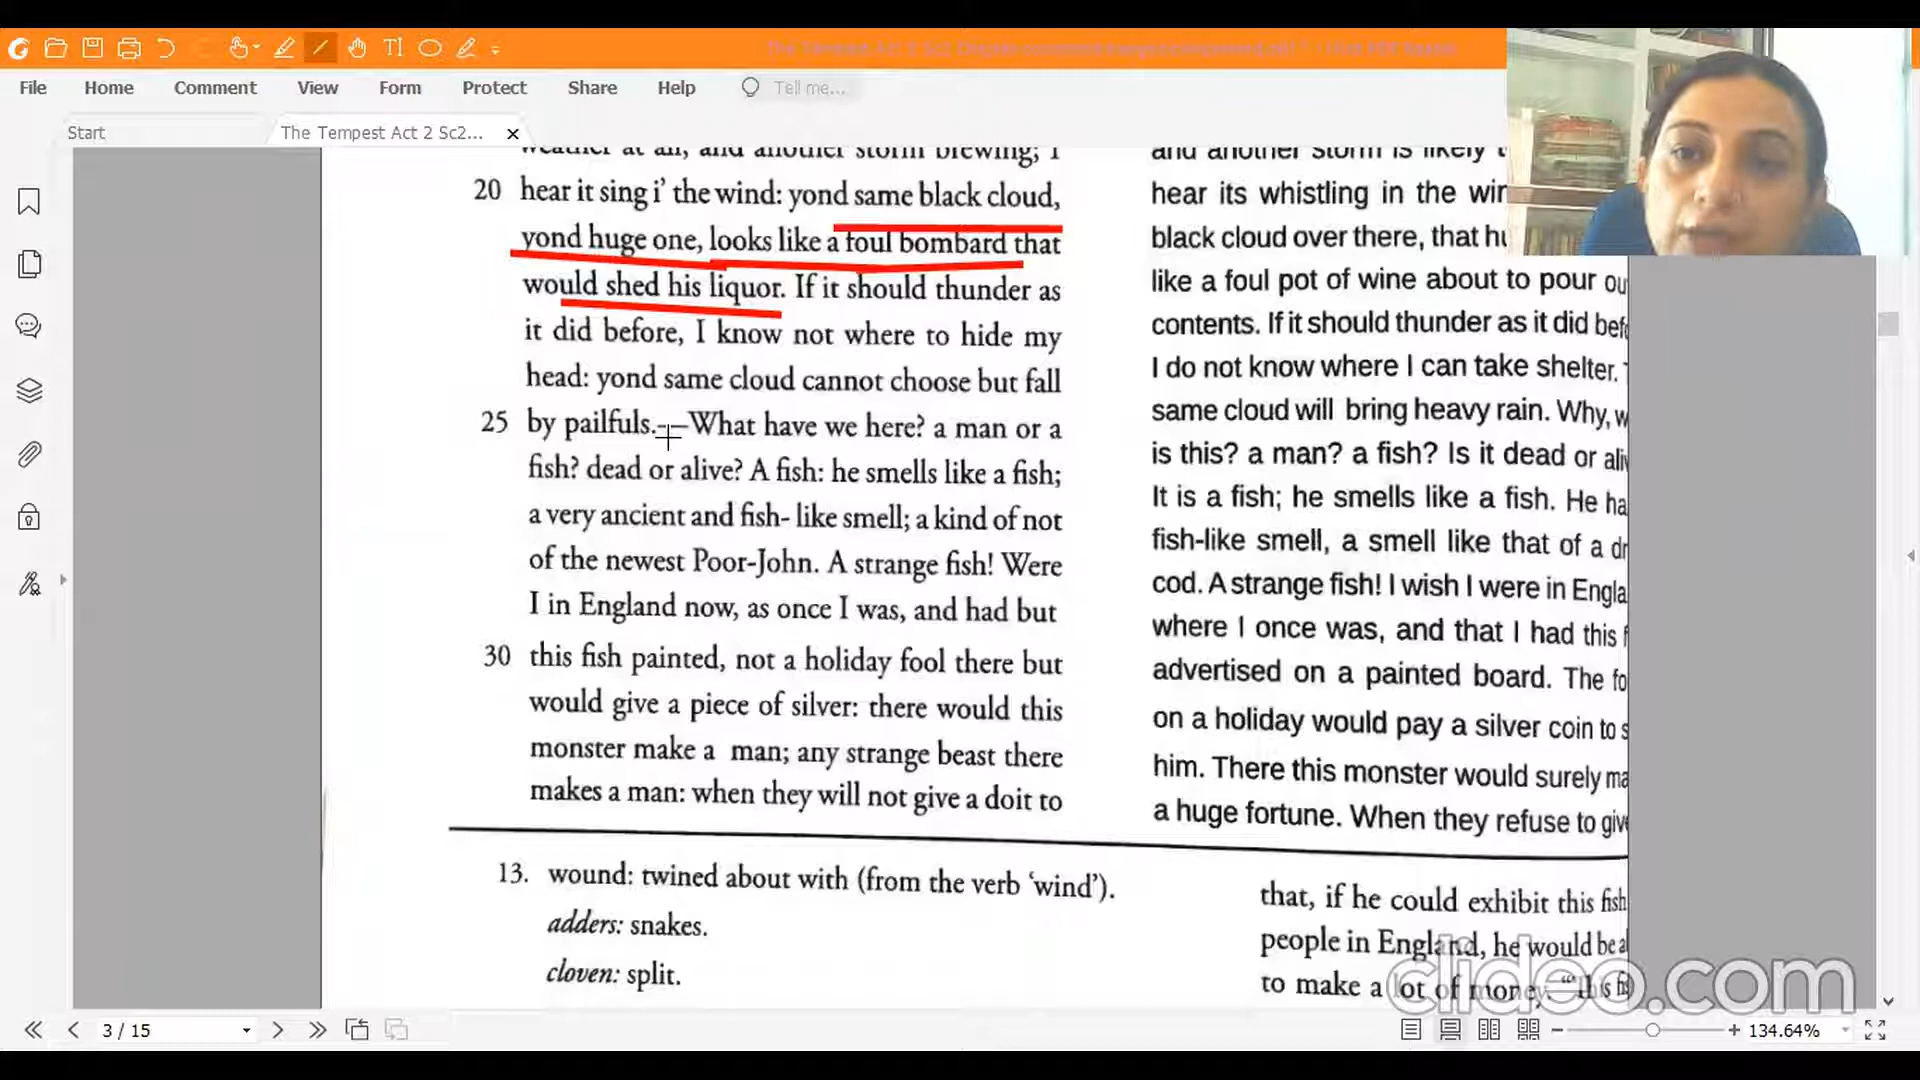 File Home Comment View Form Protect Share Help Tell me...
Start The Tempest Act 2 Sc2...
weather at all, and another storm brewing; I
20 hear it sing i' the wind: yond same black cloud,
yond huge one, looks like a foul bombard that
would shed his liquor. If it should thunder as
it did before, I know not where to hide my
head: yond same cloud cannot choose but fall
25 by pailfuls.—What have we here? a man or a
fish? dead or alive? A fish: he smells like a fish;
a very ancient and fish- like smell; a kind of not
of the newest Poor-John. A strange fish! Were
I in England now, as once I was, and had but
30 this fish painted, not a holiday fool there but
would give a piece of silver: there would this
monster make a man; any strange beast there
makes a man: when they will not give a doit to
and another storm is likely
hear its whistling in the
black cloud over there, that
like a foul pot of wine about to pour
contents. If it should thunder as it did
I do not know where I can take shelter.
same cloud will bring heavy rain. Why,
is this? a man? a fish? Is it dead or
It is a fish; he smells like a fish. He
fish-like smell, a smell like that of a
cod. A strange fish! I wish I were in
where I once was, and that I had this
advertised on a painted board. The
on a holiday would pay a silver coin to
him. There this monster would surely
a huge fortune. When they refuse to
13. wound: twined about with (from the verb 'wind').
adders: snakes.
cloven: split.
that, if he could exhibit this fish
people in England, he would be
to make a lot of money.
clideo.com
3 / 15
134.64%